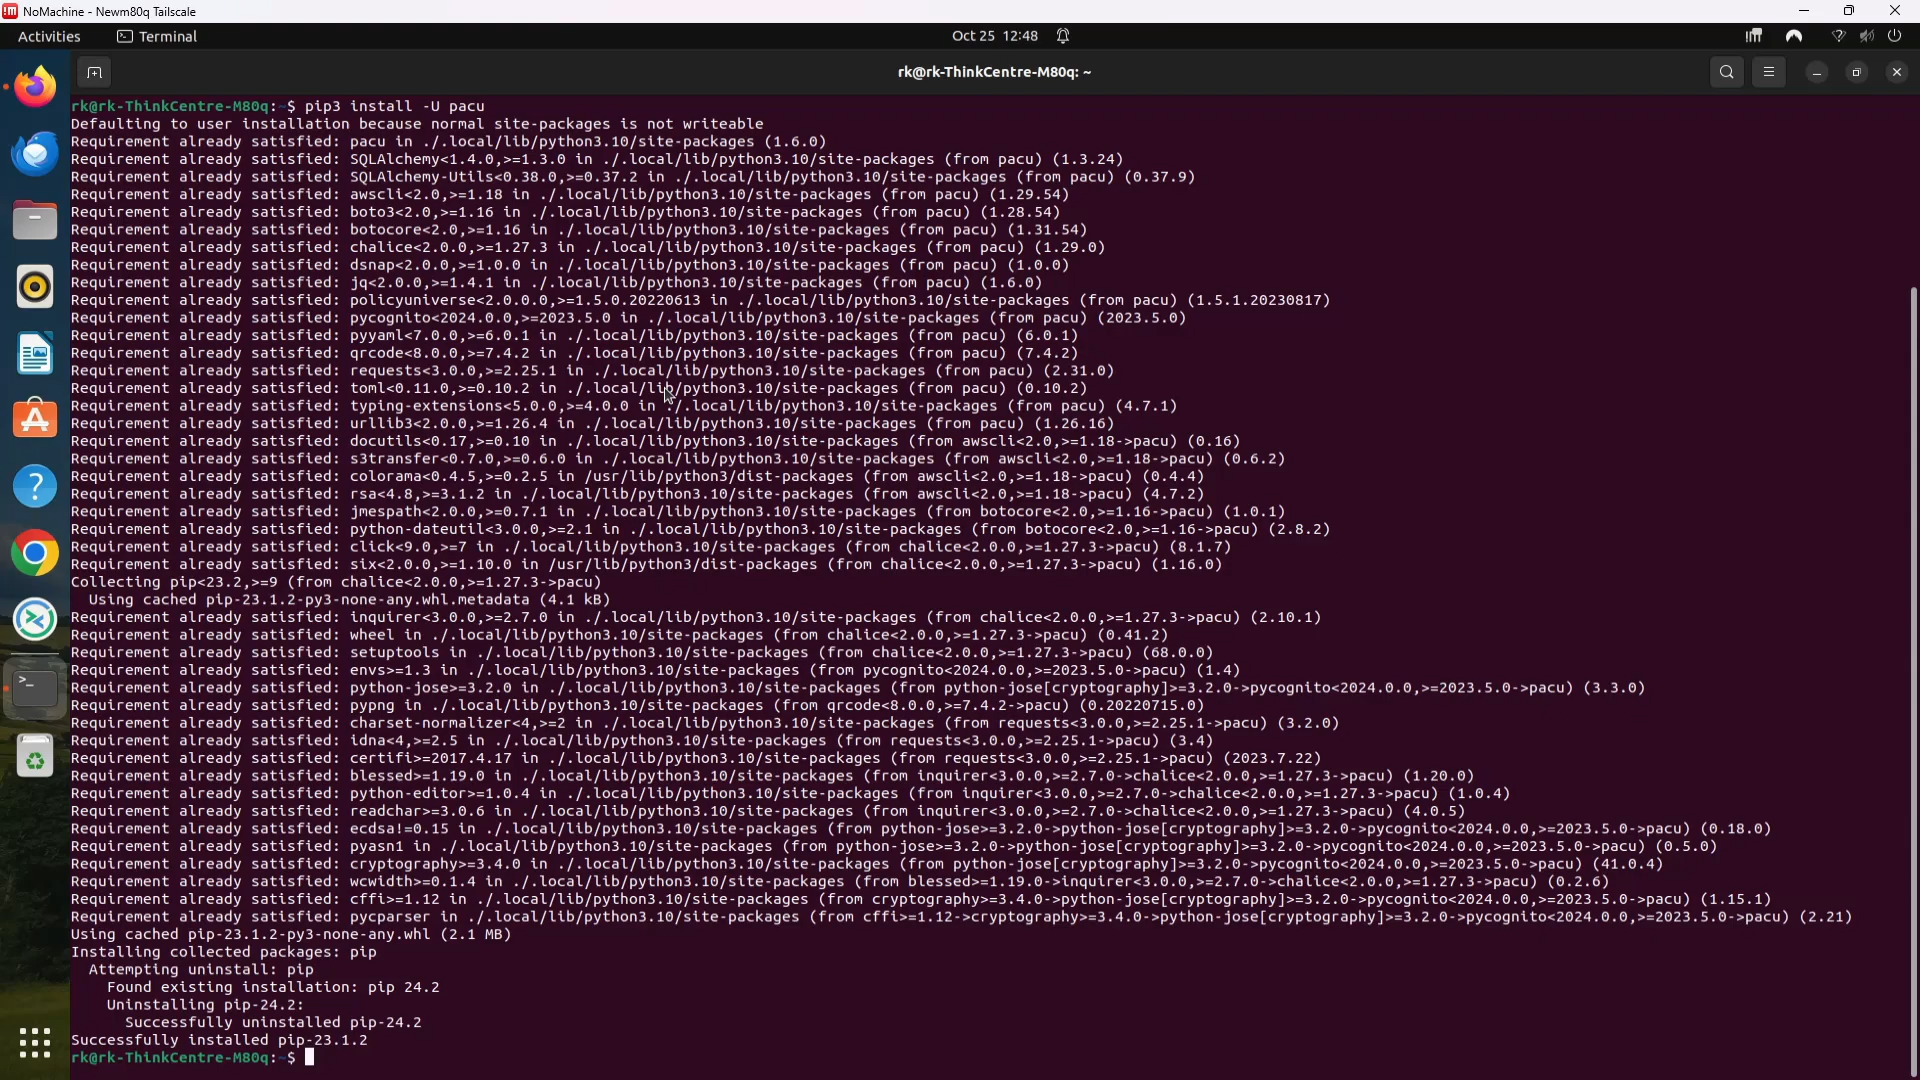 NoMachine - Newm80q Tailscale
Activities
Terminal
Oct 25 12:48
rk@rk-ThinkCentre-M80q: ~
rk@rk-ThinkCentre-M80q:~$ pip3 install -U pacu
Defaulting to user installation because normal site-packages is not writeable
Requirement already satisfied: pacu in ./.local/lib/python3.10/site-packages (1.6.0)
Requirement already satisfied: SQLAlchemy<1.4.0,>=1.3.0 in ./.local/lib/python3.10/site-packages (from pacu) (1.3.24)
Requirement already satisfied: SQLAlchemy-Utils<0.38.0,>=0.37.2 in ./.local/lib/python3.10/site-packages (from pacu) (0.37.9)
Requirement already satisfied: awscli<2.0,>=1.18 in ./.local/lib/python3.10/site-packages (from pacu) (1.29.54)
Requirement already satisfied: boto3<2.0,>=1.16 in ./.local/lib/python3.10/site-packages (from pacu) (1.28.54)
Requirement already satisfied: botocore<2.0,>=1.16 in ./.local/lib/python3.10/site-packages (from pacu) (1.31.54)
Requirement already satisfied: chalice<2.0.0,>=1.27.3 in ./.local/lib/python3.10/site-packages (from pacu) (1.29.0)
Requirement already satisfied: dsnap<2.0.0,>=1.0.0 in ./.local/lib/python3.10/site-packages (from pacu) (1.0.0)
Requirement already satisfied: jq<2.0.0,>=1.4.1 in ./.local/lib/python3.10/site-packages (from pacu) (1.6.0)
Requirement already satisfied: policyuniverse<2.0.0.0,>=1.5.0.20220613 in ./.local/lib/python3.10/site-packages (from pacu) (1.5.1.20230817)
Requirement already satisfied: pycognito<2024.0.0,>=2023.5.0 in ./.local/lib/python3.10/site-packages (from pacu) (2023.5.0)
Requirement already satisfied: pyyaml<7.0.0,>=6.0.1 in ./.local/lib/python3.10/site-packages (from pacu) (6.0.1)
Requirement already satisfied: qrcode<8.0.0,>=7.4.2 in ./.local/lib/python3.10/site-packages (from pacu) (7.4.2)
Requirement already satisfied: requests<3.0.0,>=2.25.1 in ./.local/lib/python3.10/site-packages (from pacu) (2.31.0)
Requirement already satisfied: toml<0.11.0,>=0.10.2 in ./.local/lib/python3.10/site-packages (from pacu) (0.10.2)
Requirement already satisfied: typing-extensions<5.0.0,>=4.0.0 in ./.local/lib/python3.10/site-packages (from pacu) (4.7.1)
Requirement already satisfied: urllib3<2.0.0,>=1.26.4 in ./.local/lib/python3.10/site-packages (from pacu) (1.26.16)
Requirement already satisfied: docutils<0.17,>=0.10 in ./.local/lib/python3.10/site-packages (from awscli<2.0,>=1.18->pacu) (0.16)
Requirement already satisfied: s3transfer<0.7.0,>=0.6.0 in ./.local/lib/python3.10/site-packages (from awscli<2.0,>=1.18->pacu) (0.6.2)
Requirement already satisfied: colorama<0.4.5,>=0.2.5 in /usr/lib/python3/dist-packages (from awscli<2.0,>=1.18->pacu) (0.4.4)
Requirement already satisfied: rsa<4.8,>=3.1.2 in ./.local/lib/python3.10/site-packages (from awscli<2.0,>=1.18->pacu) (4.7.2)
Requirement already satisfied: jmespath<2.0.0,>=0.7.1 in ./.local/lib/python3.10/site-packages (from botocore<2.0,>=1.16->pacu) (1.0.1)
Requirement already satisfied: python-dateutil<3.0.0,>=2.1 in ./.local/lib/python3.10/site-packages (from botocore<2.0,>=1.16->pacu) (2.8.2)
Requirement already satisfied: click<9.0,>=7 in ./.local/lib/python3.10/site-packages (from chalice<2.0.0,>=1.27.3->pacu) (8.1.7)
Requirement already satisfied: six<2.0.0,>=1.10.0 in /usr/lib/python3/dist-packages (from chalice<2.0.0,>=1.27.3->pacu) (1.16.0)
Collecting pip<23.2,>=9 (from chalice<2.0.0,>=1.27.3->pacu)
Using cached pip-23.1.2-py3-none-any.whl.metadata (4.1 kB)
Requirement already satisfied: inquirer<3.0.0,>=2.7.0 in ./.local/lib/python3.10/site-packages (from chalice<2.0.0,>=1.27.3->pacu) (2.10.1)
Requirement already satisfied: wheel in ./.local/lib/python3.10/site-packages (from chalice<2.0.0,>=1.27.3->pacu) (0.41.2)
Requirement already satisfied: setuptools in ./.local/lib/python3.10/site-packages (from chalice<2.0.0,>=1.27.3->pacu) (68.0.0)
Requirement already satisfied: envs>=1.3 in ./.local/lib/python3.10/site-packages (from pycognito<2024.0.0,>=2023.5.0->pacu) (1.4)
Requirement already satisfied: python-jose>=3.2.0 in ./.local/lib/python3.10/site-packages (from python-jose[cryptography]>=3.2.0->pycognito<2024.0.0,>=2023.5.0->pacu) (3.3.0)
Requirement already satisfied: pypng in ./.local/lib/python3.10/site-packages (from qrcode<8.0.0,>=7.4.2->pacu) (0.20220715.0)
Requirement already satisfied: charset-normalizer<4,>=2 in ./.local/lib/python3.10/site-packages (from requests<3.0.0,>=2.25.1->pacu) (3.2.0)
Requirement already satisfied: idna<4,>=2.5 in ./.local/lib/python3.10/site-packages (from requests<3.0.0,>=2.25.1->pacu) (3.4)
Requirement already satisfied: certifi>=2017.4.17 in ./.local/lib/python3.10/site-packages (from requests<3.0.0,>=2.25.1->pacu) (2023.7.22)
Requirement already satisfied: blessed>=1.19.0 in ./.local/lib/python3.10/site-packages (from inquirer<3.0.0,>=2.7.0->chalice<2.0.0,>=1.27.3->pacu) (1.20.0)
Requirement already satisfied: python-editor>=1.0.4 in ./.local/lib/python3.10/site-packages (from inquirer<3.0.0,>=2.7.0->chalice<2.0.0,>=1.27.3->pacu) (1.0.4)
Requirement already satisfied: readchar>=3.0.6 in ./.local/lib/python3.10/site-packages (from inquirer<3.0.0,>=2.7.0->chalice<2.0.0,>=1.27.3->pacu) (4.0.5)
Requirement already satisfied: ecdsa!=0.15 in ./.local/lib/python3.10/site-packages (from python-jose>=3.2.0->python-jose[cryptography]>=3.2.0->pycognito<2024.0.0,>=2023.5.0->pacu) (0.18.0)
Requirement already satisfied: pyasn1 in ./.local/lib/python3.10/site-packages (from python-jose>=3.2.0->python-jose[cryptography]>=3.2.0->pycognito<2024.0.0,>=2023.5.0->pacu) (0.5.0)
Requirement already satisfied: cryptography>=3.4.0 in ./.local/lib/python3.10/site-packages (from python-jose[cryptography]>=3.2.0->pycognito<2024.0.0,>=2023.5.0->pacu) (41.0.4)
Requirement already satisfied: wcwidth>=0.1.4 in ./.local/lib/python3.10/site-packages (from blessed>=1.19.0->inquirer<3.0.0,>=2.7.0->chalice<2.0.0,>=1.27.3->pacu) (0.2.6)
Requirement already satisfied: cffi>=1.12 in ./.local/lib/python3.10/site-packages (from cryptography>=3.4.0->python-jose[cryptography]>=3.2.0->pycognito<2024.0.0,>=2023.5.0->pacu) (1.15.1)
Requirement already satisfied: pycparser in ./.local/lib/python3.10/site-packages (from cffi>=1.12->cryptography>=3.4.0->python-jose[cryptography]>=3.2.0->pycognito<2024.0.0,>=2023.5.0->pacu) (2.21)
Using cached pip-23.1.2-py3-none-any.whl (2.1 MB)
Installing collected packages: pip
Attempting uninstall: pip
Found existing installation: pip 24.2
Uninstalling pip-24.2:
Successfully uninstalled pip-24.2
Successfully installed pip-23.1.2
rk@rk-ThinkCentre-M80q:~$